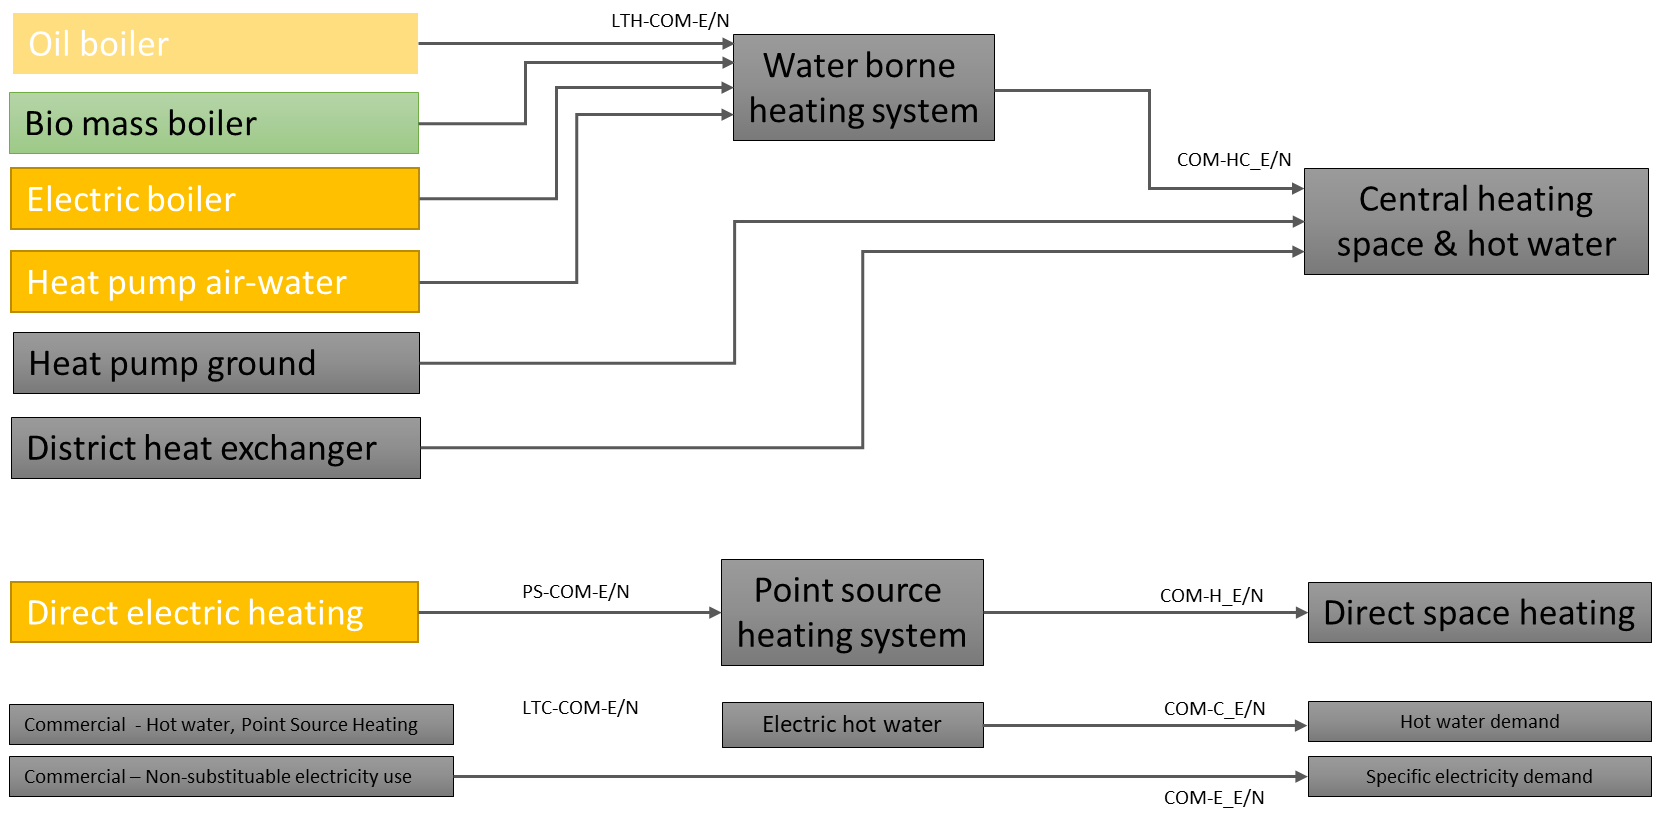 Oil boiler
LTH-COM-E/N
Water borne
heating system
Bio mass boiler
COM-HC_E/N
Electric boiler
Central heating
space & hot water
Heat pump air-water
Heat pump ground
District heat exchanger
Direct electric heating
PS-COM-E/N
Point source
heating system
COM-H_E/N
Direct space heating
Commercial - Hot water, Point Source Heating
LTC-COM-E/N
Electric hot water
COM-C_E/N
Hot water demand
Commercial – Non-substituable electricity use
COM-E_E/N
Specific electricity demand